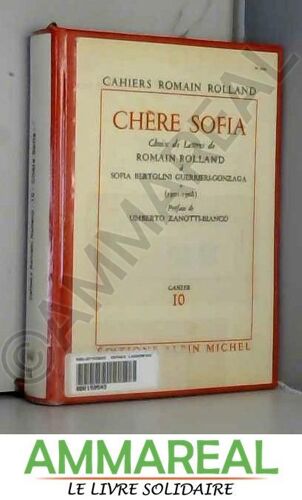 CAHIERS ROMAIN ROLLAND
CHÈRE SOFIA
Choix de Lettres de
ROMAIN ROLLAND
à
SOFIA BERTOLINI GUERRIERI-GONZAGA
Préface de
UMBERTO ZANOTTI-BIANCO
CAHIER
10
EDITIONS ALBIN MICHEL
©AMMAREAL
AMMAREAL
LE LIVRE SOLIDAIRE